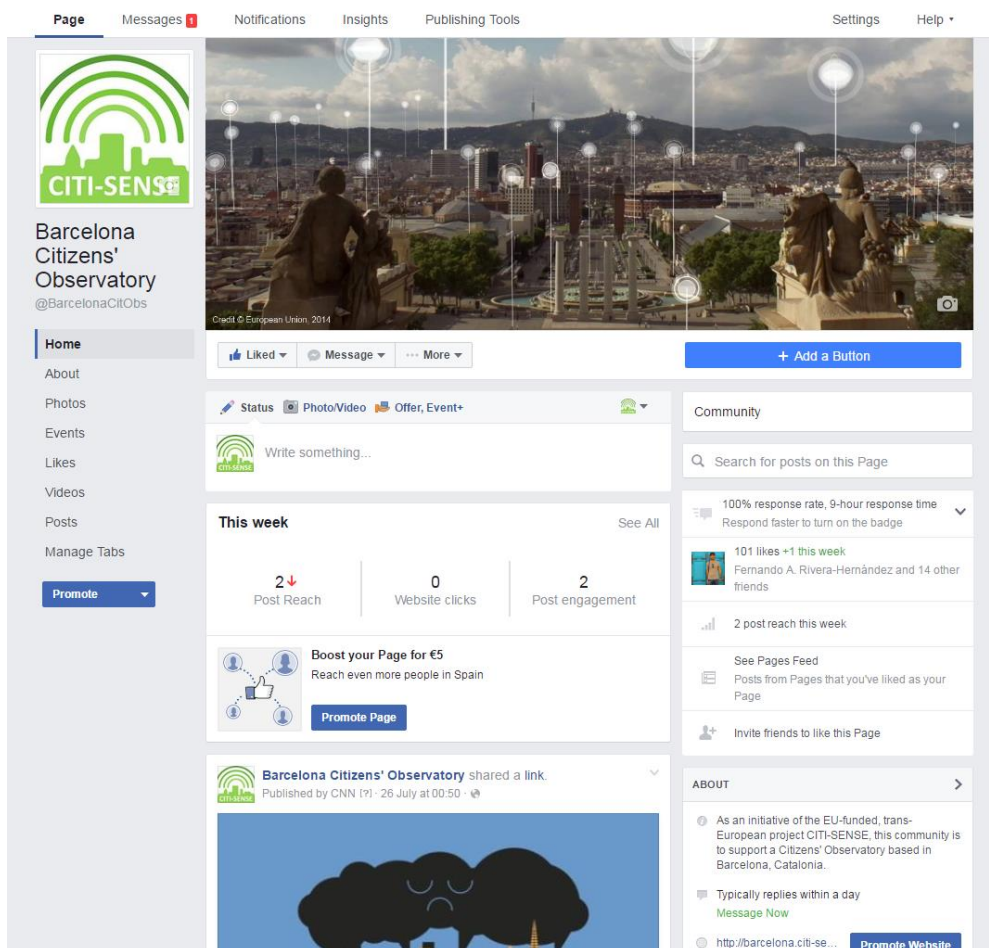 Page Messages 1 Notifications Insights Publishing Tools Settings Help
CITI-SENSE
Barcelona
Citizens'
Observatory
@BarcelonaCitObs
Home
About
Photos
Events
Likes
Videos
Posts
Manage Tabs
Promote
Credit © European Union, 2014
Liked Message ··· More
+ Add a Button
Status Photo/Video Offer, Event+
CITI-SENSE
Write something...
This week See All
2 0 2
Post Reach Website clicks Post engagement
Boost your Page for €5
Reach even more people in Spain
Promote Page
CITI-SENSE
Barcelona Citizens' Observatory shared a link.
Published by CNN [?] · 26 July at 00:50 ·
Community
Search for posts on this Page
100% response rate, 9-hour response time
Respond faster to turn on the badge
101 likes +1 this week
Fernando A. Rivera-Hernández and 14 other
friends
2 post reach this week
See Pages Feed
Posts from Pages that you've liked as your
Page
Invite friends to like this Page
ABOUT
As an initiative of the EU-funded, trans-
European project CITI-SENSE, this community is
to support a Citizens' Observatory based in
Barcelona, Catalonia.
Typically replies within a day
Message Now
http://barcelona.citi-se... Promote Website